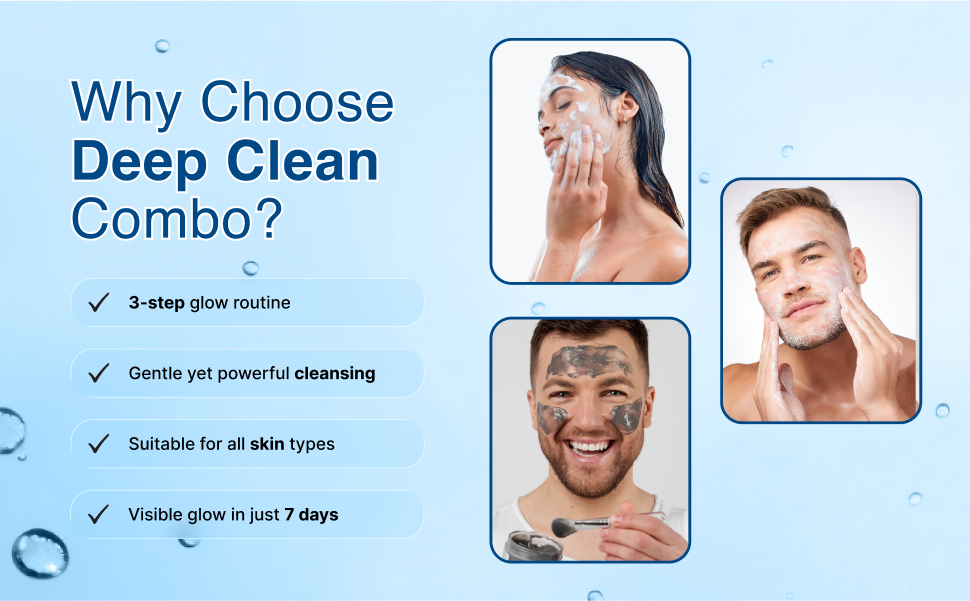 Why Choose
Deep Clean
Combo?
3-step glow routine
Gentle yet powerful cleansing
Suitable for all skin types
Visible glow in just 7 days